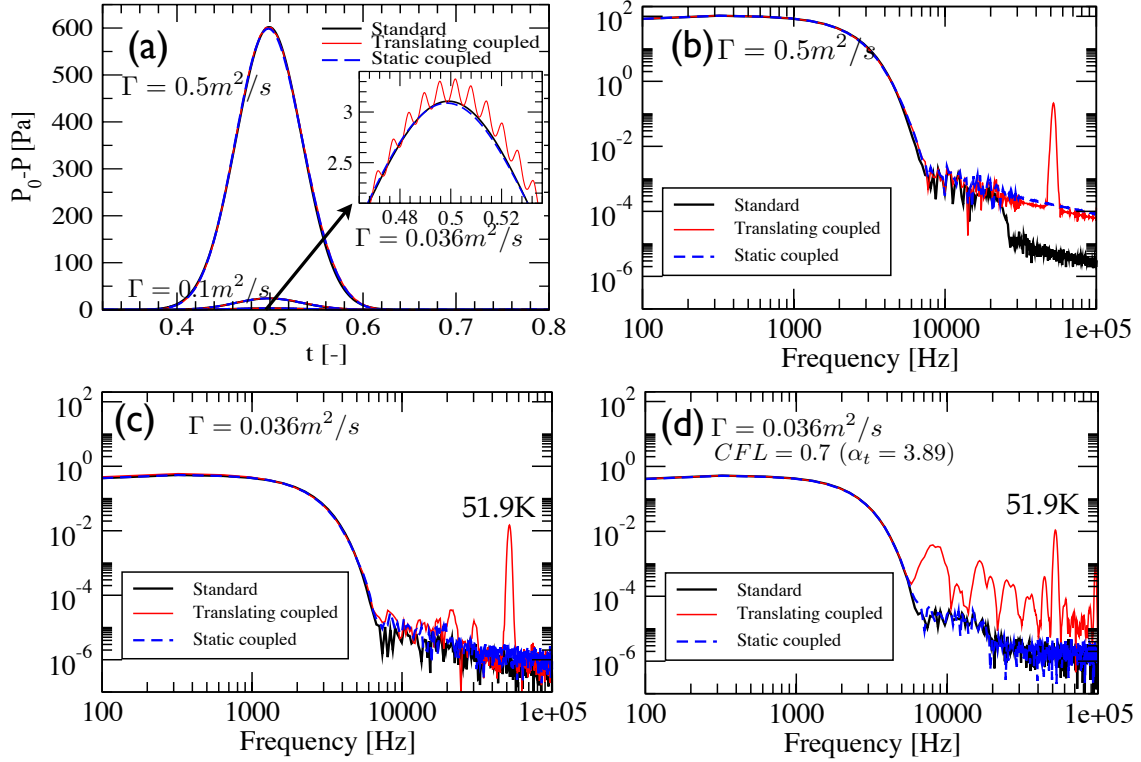 (a)
Standard
Translating coupled
Static coupled
Γ = 0.5m²/s
600
500
400
300
200
100
0
P_0-P [Pa]
3
2.5
0.48
0.5
0.52
Γ = 0.036m²/s
Γ = 0.1m²/s
0.4
0.5
0.6
0.7
0.8
t [-]
(b)
Γ = 0.5m²/s
10²
10⁰
10⁻²
10⁻⁴
10⁻⁶
Standard
Translating coupled
Static coupled
100
1000
10000
1e+05
Frequency [Hz]
(c)
Γ = 0.036m²/s
10²
10⁰
10⁻²
10⁻⁴
10⁻⁶
51.9K
Standard
Translating coupled
Static coupled
100
1000
10000
1e+05
Frequency [Hz]
(d)
Γ = 0.036m²/s
CFL = 0.7 (αₜ = 3.89)
10²
10⁰
10⁻²
10⁻⁴
10⁻⁶
51.9K
Standard
Translating coupled
Static coupled
100
1000
10000
1e+05
Frequency [Hz]